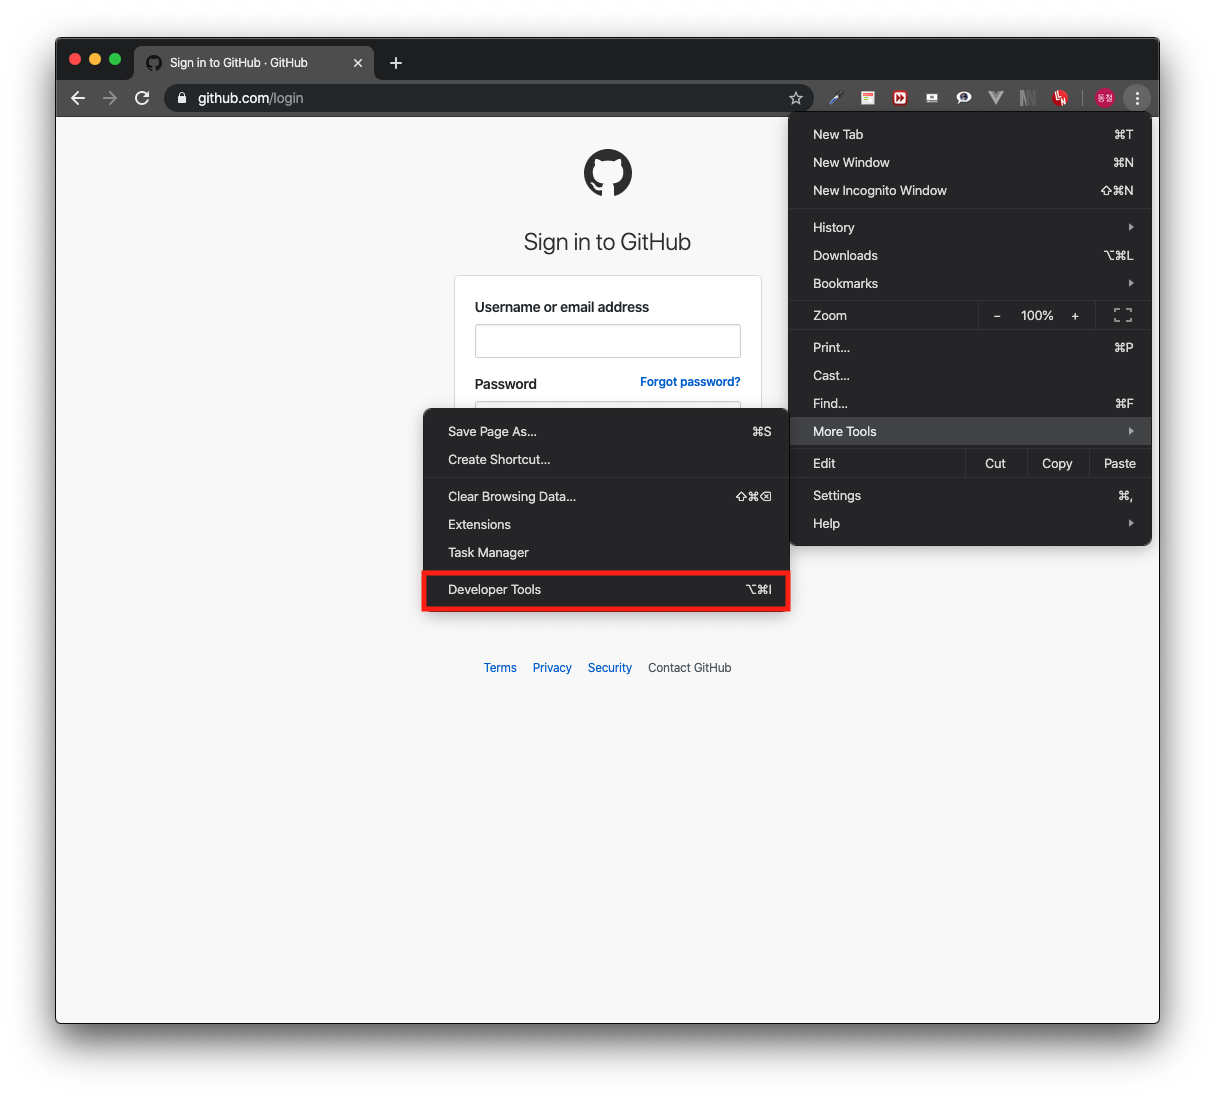 Sign in to GitHub · GitHub
github.com/login
동철
New Tab ⌘T
New Window ⌘N
New Incognito Window ⇧⌘N
History
Downloads ⌥⌘L
Bookmarks
Zoom − 100% +
Print... ⌘P
Cast...
Find... ⌘F
More Tools
Edit Cut Copy Paste
Settings ⌘,
Help
Sign in to GitHub
Username or email address
Password Forgot password?
Save Page As... ⌘S
Create Shortcut...
Clear Browsing Data... ⇧⌘⌫
Extensions
Task Manager
Developer Tools ⌥⌘I
Terms Privacy Security Contact GitHub